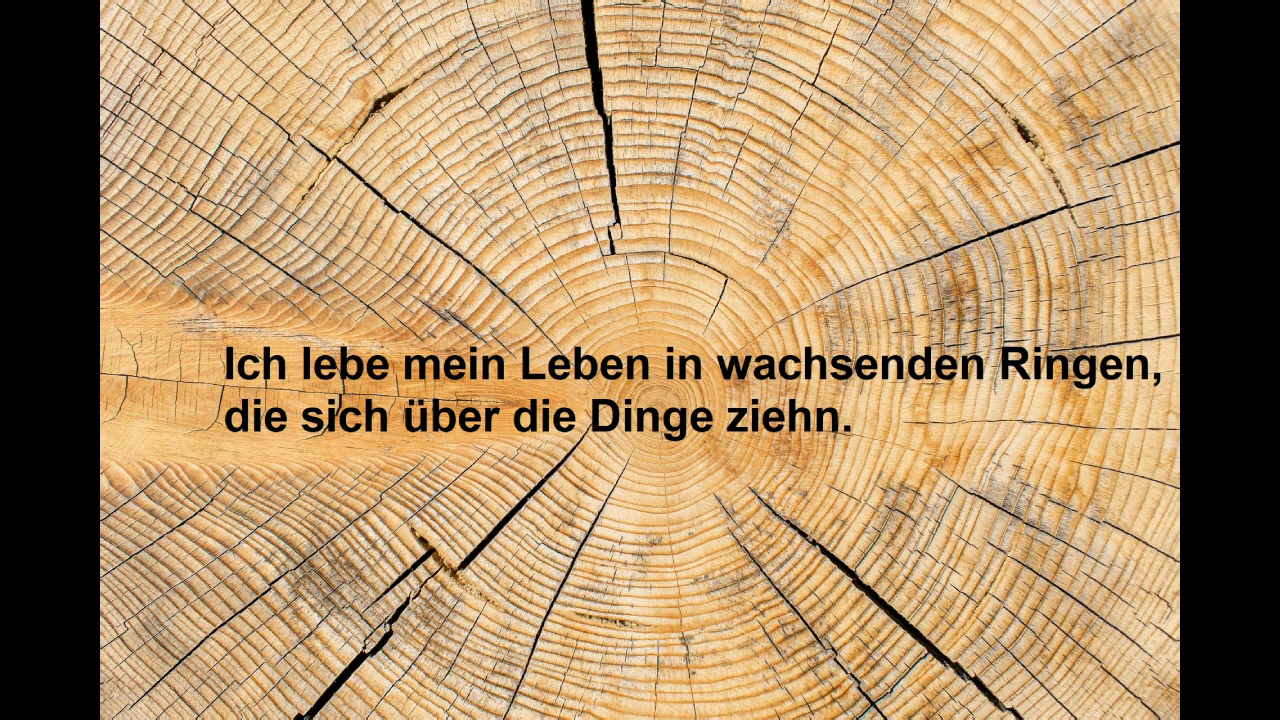 Ich lebe mein Leben in wachsenden Ringen,
die sich über die Dinge ziehn.